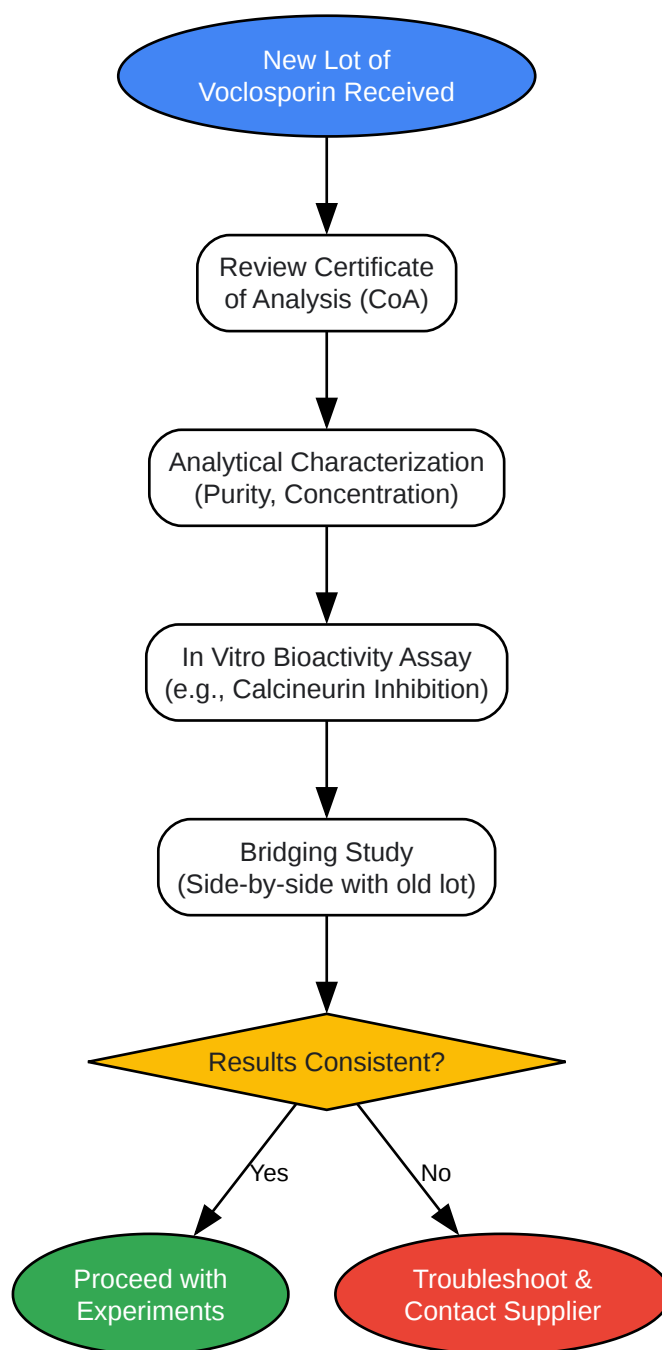 New Lot of
Voclosporin Received
Review Certificate
of Analysis (CoA)
Analytical Characterization
(Purity, Concentration)
In Vitro Bioactivity Assay
(e.g., Calcineurin Inhibition)
Bridging Study
(Side-by-side with old lot)
Results Consistent?
Yes
No
Proceed with
Experiments
Troubleshoot &
Contact Supplier